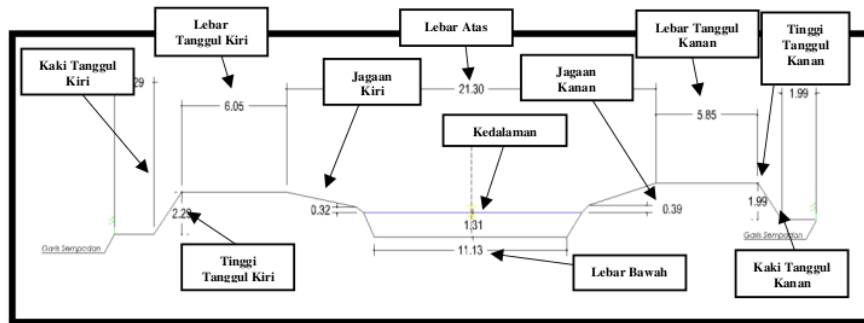 Lebar
Tanggul Kiri
Lebar Atas
Lebar Tanggul
Kanan
Tinggi
Tanggul
Kanan
Kaki Tanggul
Kiri
Jagaan
Kiri
Jagaan
Kanan
29
21.30
6.05
5.85
1.99
Kedalaman
0.32
0.39
2.29
1.31
1.99
11.13
Garis Sempadan
Garis Sempadan
Tinggi
Tanggul Kiri
Lebar Bawah
Kaki Tanggul
Kanan